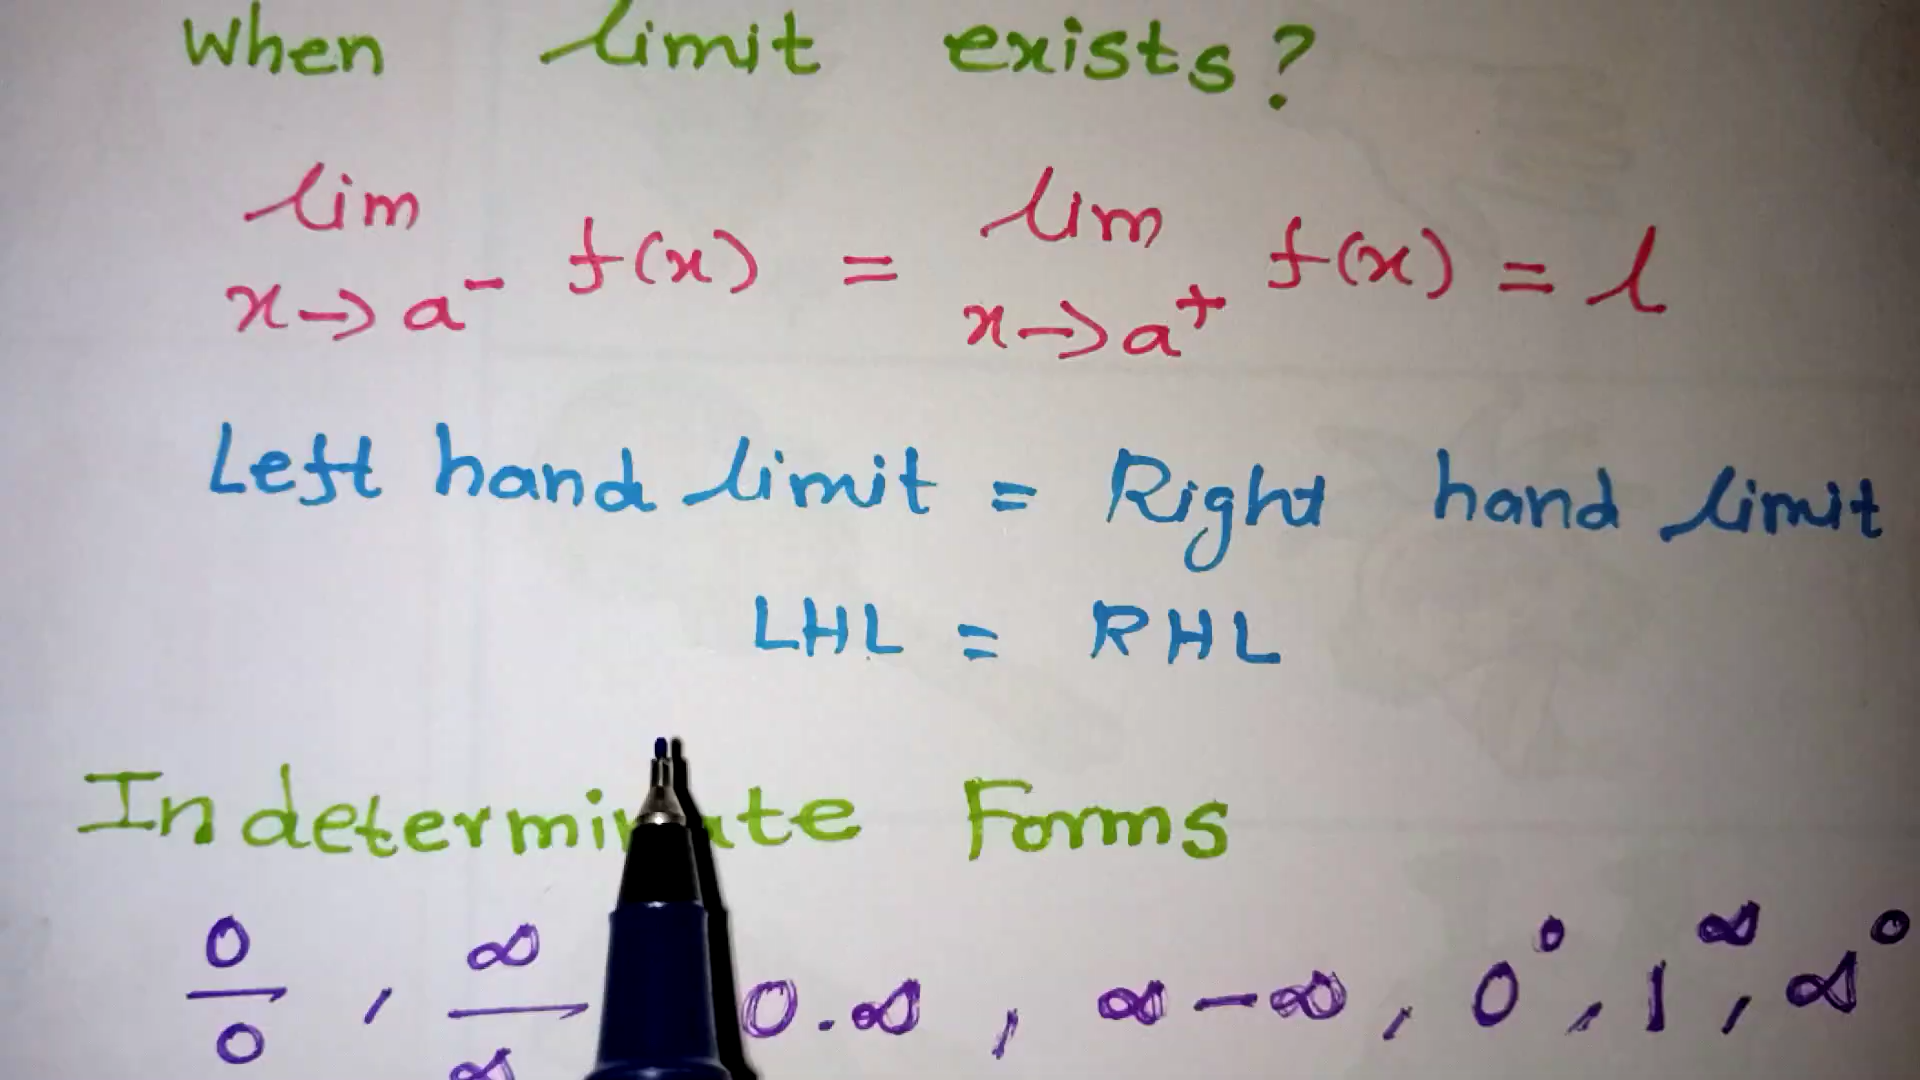 When limit exists?
lim x→a⁻ f(x) = lim x→a⁺ f(x) = l
Left hand limit = Right hand limit
LHL = RHL
Indeterminate Forms
0/0 , ∞/∞ 0.∞ , ∞-∞ , 0⁰ , 1^∞ , ∞⁰